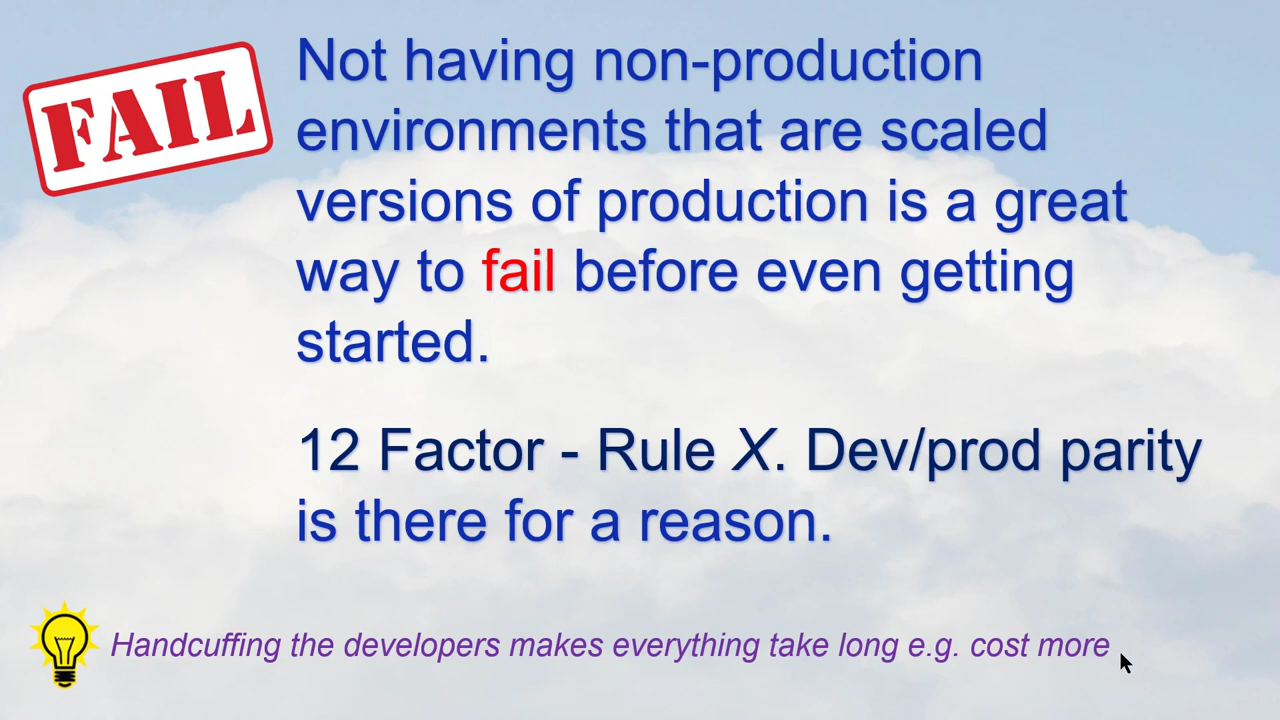 FAIL
Not having non-production
environments that are scaled
versions of production is a great
way to fail before even getting
started.
12 Factor - Rule X. Dev/prod parity
is there for a reason.
Handcuffing the developers makes everything take long e.g. cost more